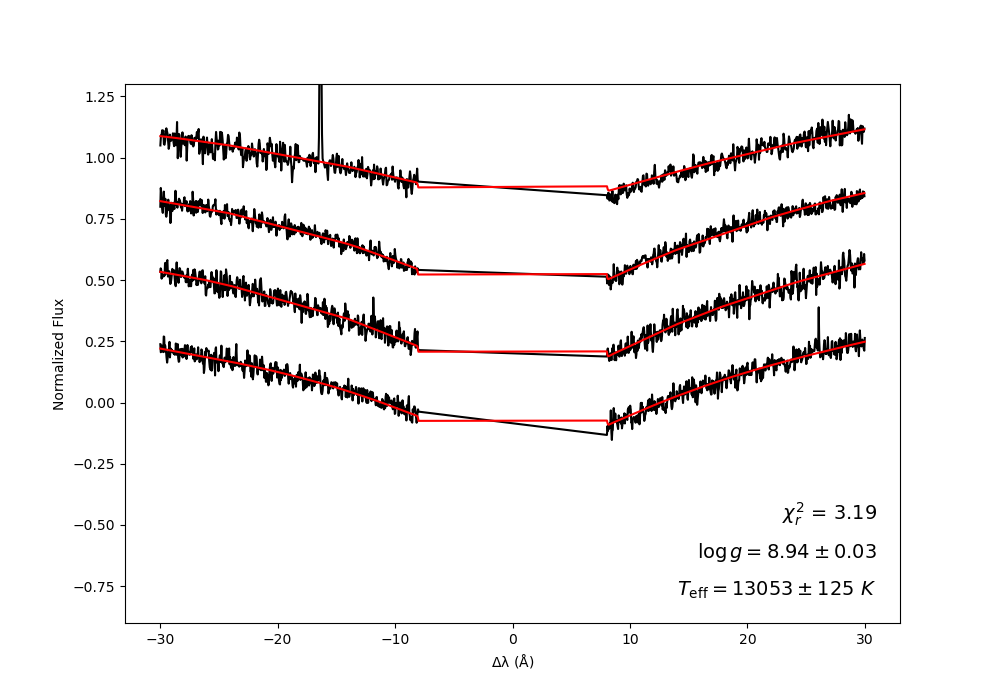 1.25
1.00
0.75
0.50
0.25
0.00
−0.25
−0.50
−0.75
Normalized Flux
χ²ᵣ = 3.19
log g = 8.94 ± 0.03
T_eff = 13053 ± 125 K
−30 −20 −10 0 10 20 30
Δλ (Å)